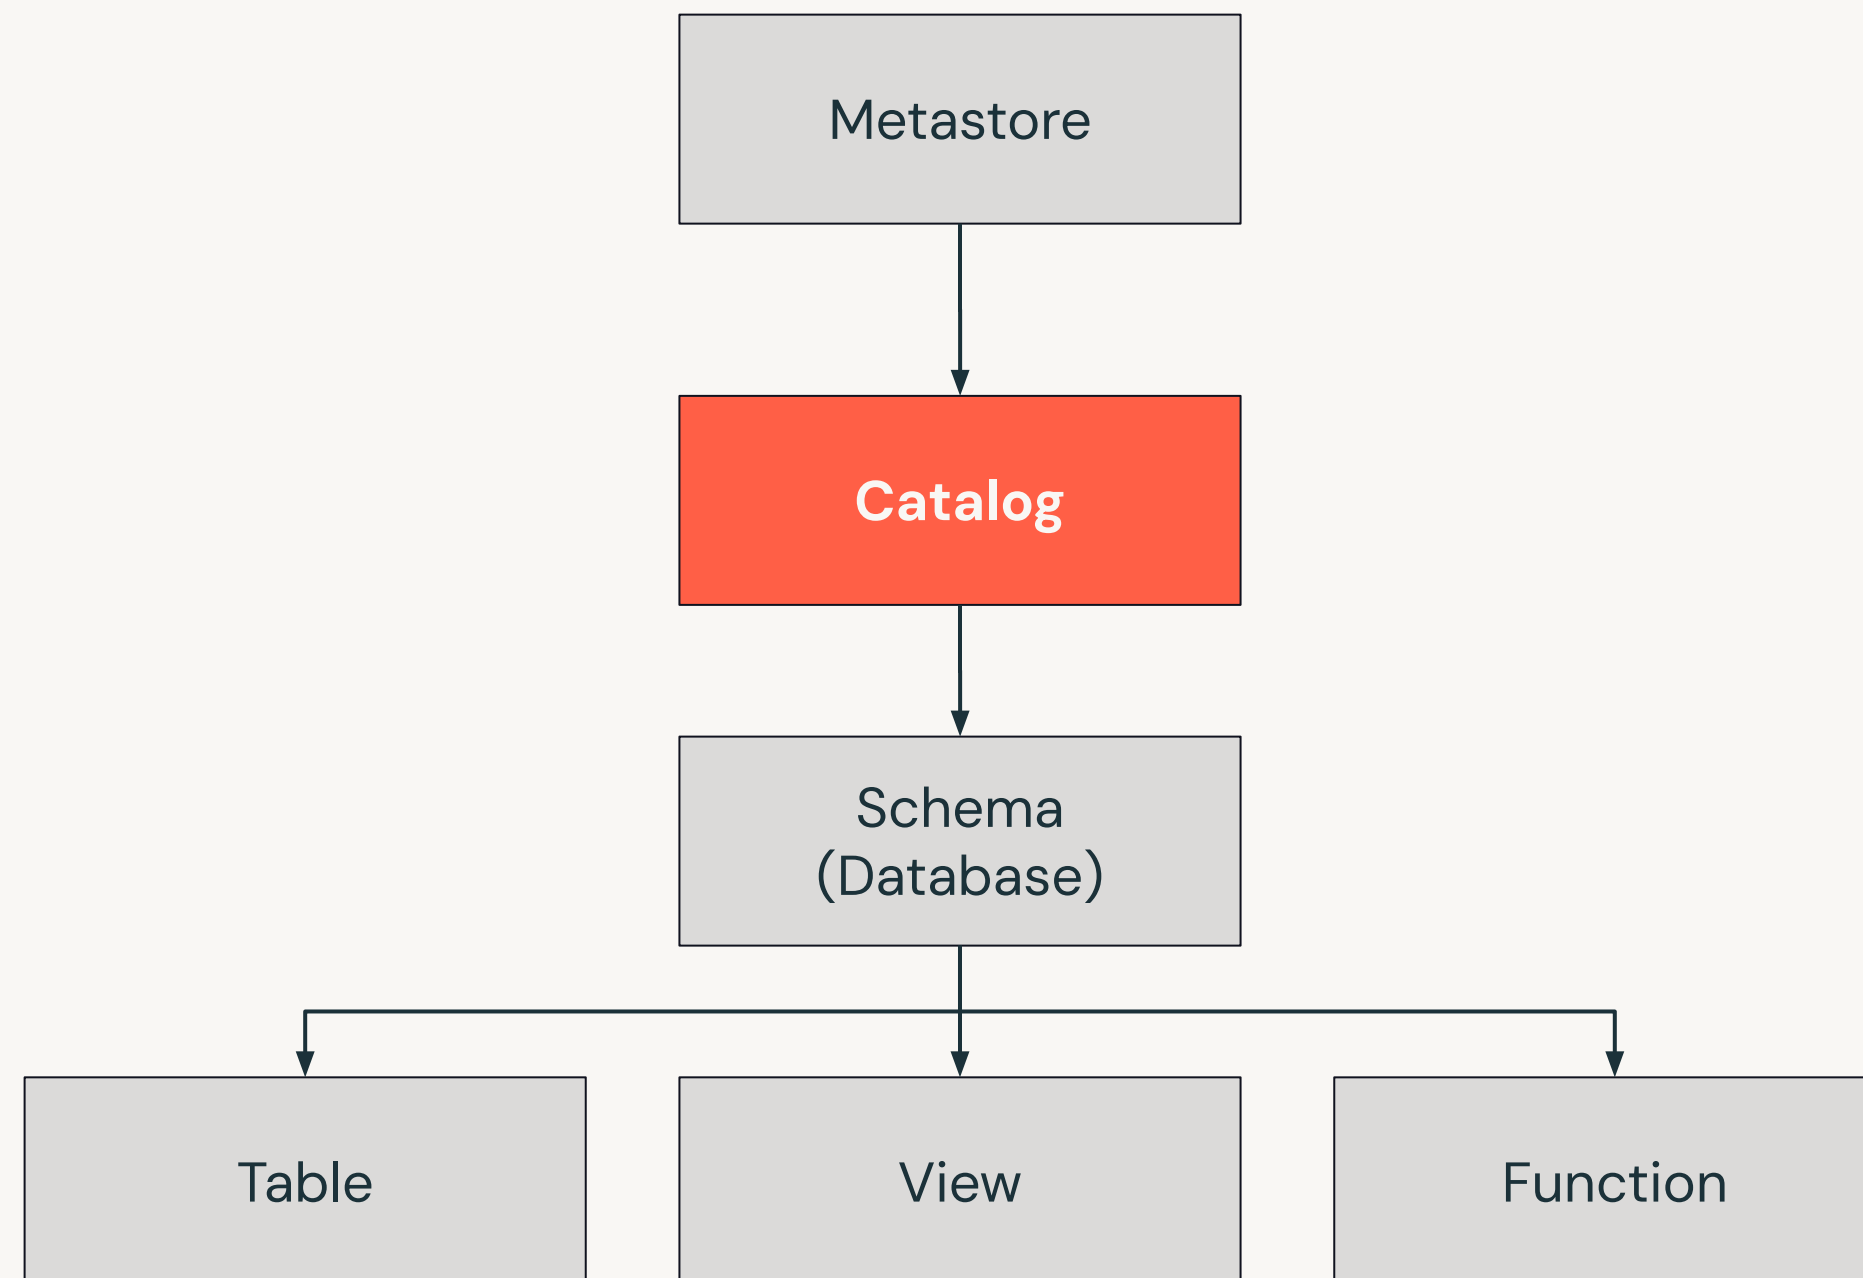 Metastore
Catalog
Schema
(Database)
Table
View
Function